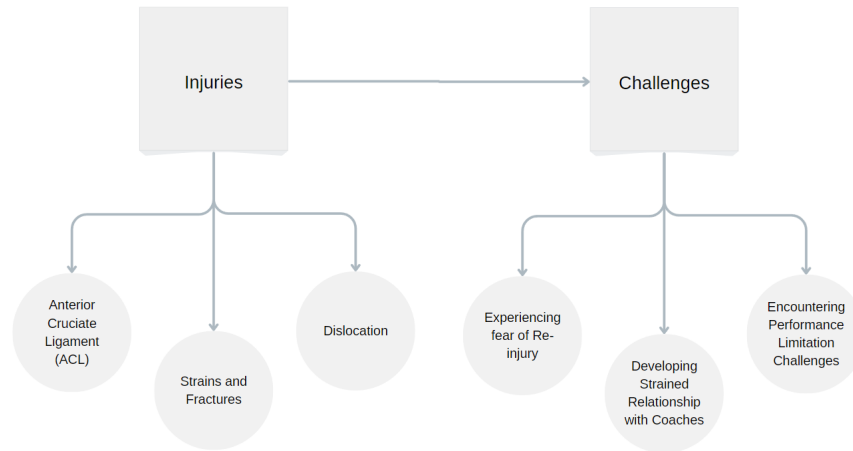 Injuries
Challenges
Anterior
Cruciate
Ligament
(ACL)
Strains and
Fractures
Dislocation
Experiencing
fear of Re-
injury
Developing
Strained
Relationship
with Coaches
Encountering
Performance
Limitation
Challenges